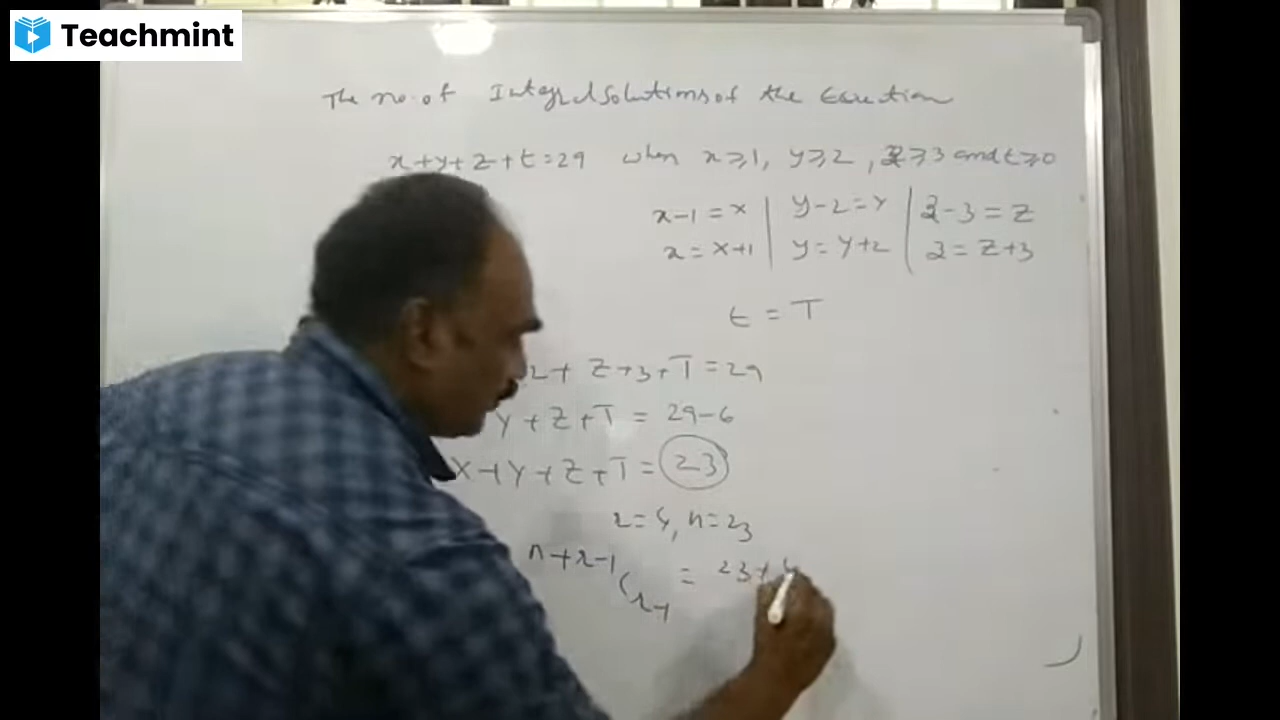 Teachmint
The no. of Integral Solutions of the Equation
x+y+z+t=29 when x≥1, y≥2, z≥3 and t≥0
x-1=X | y-2=Y | z-3=Z
x=X+1 | y=Y+2 | z=Z+3
t = T
2+ Z+3+T=29
Y+Z+T = 29-6
X+Y+Z+T= 23
r=4, n=23
n+r-1 C r-1 = 23+4